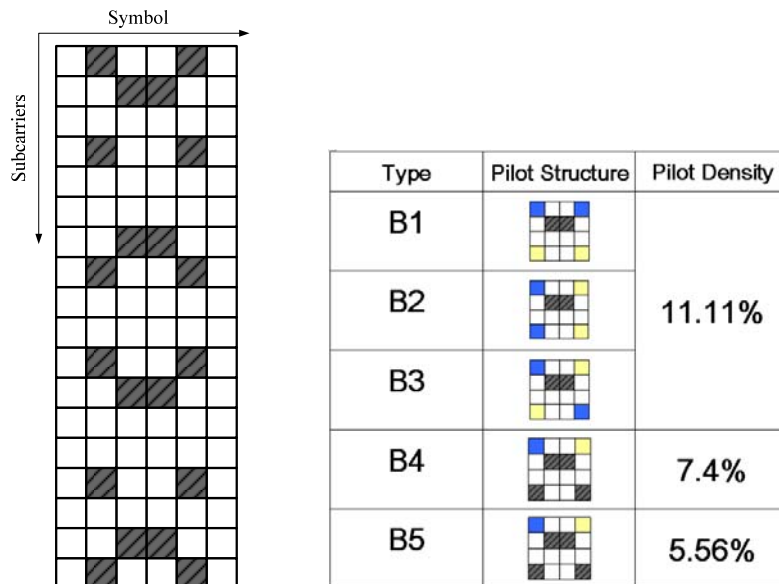 Symbol
Subcarriers
Type Pilot Structure Pilot Density
B1
B2
B3
11.11%
B4
7.4%
B5
5.56%